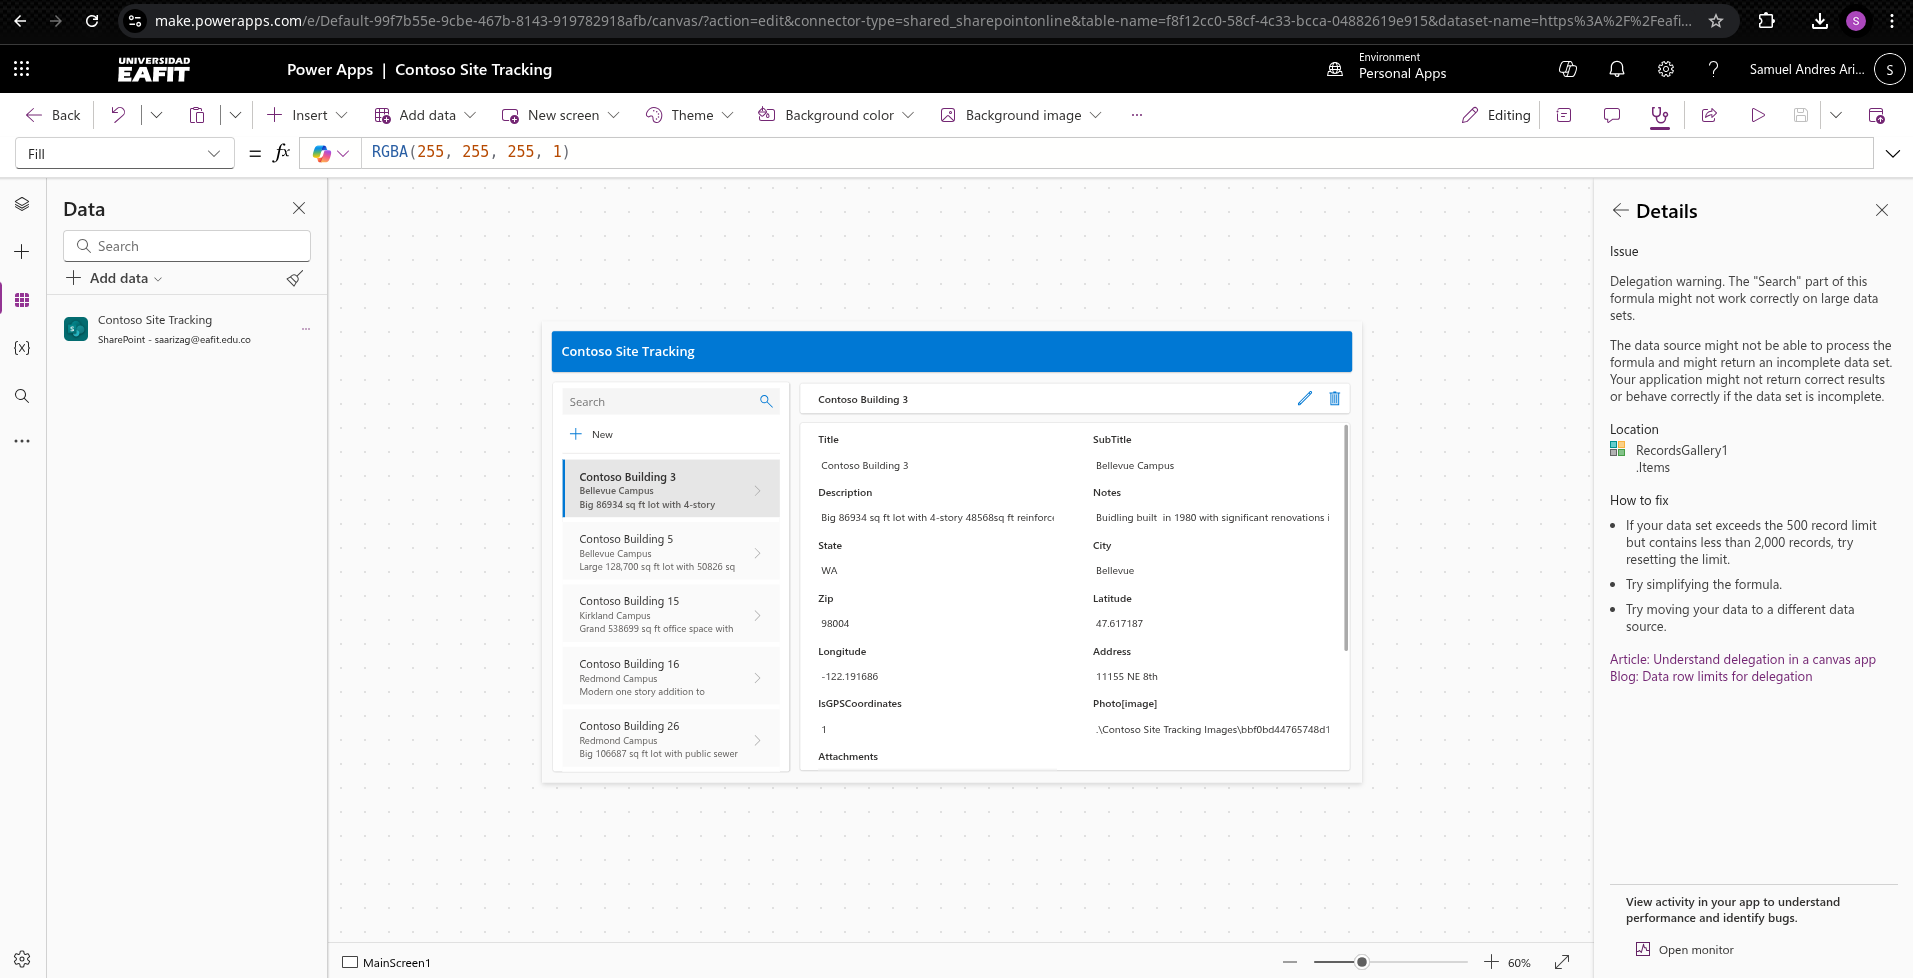 make.powerapps.com/e/Default-99f7b55e-9cbe-467b-8143-919782918afb/canvas/?action=edit&connector-type=shared_sharepointonline&table-name=f8f12cc0-58cf-4c33-bcca-04882619e915&dataset-name=https%3A%2F%2Feafi...
S
UNIVERSIDAD
EAFIT
Power Apps | Contoso Site Tracking
Environment
Personal Apps
Samuel Andres Ari...
S
Back
Insert
Add data
New screen
Theme
Background color
Background image
...
Editing
Fill
= fx
RGBA(255, 255, 255, 1)
Data
Search
Add data
Contoso Site Tracking
SharePoint - saarizag@eafit.edu.co
...
Contoso Site Tracking
Search
New
Contoso Building 3
Bellevue Campus
Big 86934 sq ft lot with 4-story
Contoso Building 5
Bellevue Campus
Large 128,700 sq ft lot with 50826 sq
Contoso Building 15
Kirkland Campus
Grand 538699 sq ft office space with
Contoso Building 16
Redmond Campus
Modern one story addition to
Contoso Building 26
Redmond Campus
Big 106687 sq ft lot with public sewer
Contoso Building 3
Title
SubTitle
Contoso Building 3
Bellevue Campus
Description
Notes
Big 86934 sq ft lot with 4-story 48568sq ft reinforce
Buidling built in 1980 with significant renovations i
State
City
WA
Bellevue
Zip
Latitude
98004
47.617187
Longitude
Address
-122.191686
11155 NE 8th
IsGPSCoordinates
Photo[image]
1
.\Contoso Site Tracking Images\bbf0bd44765748d1
Attachments
Details
Issue
Delegation warning. The "Search" part of this
formula might not work correctly on large data
sets.
The data source might not be able to process the
formula and might return an incomplete data set.
Your application might not return correct results
or behave correctly if the data set is incomplete.
Location
RecordsGallery1
.Items
How to fix
• If your data set exceeds the 500 record limit
but contains less than 2,000 records, try
resetting the limit.
• Try simplifying the formula.
• Try moving your data to a different data
source.
Article: Understand delegation in a canvas app
Blog: Data row limits for delegation
View activity in your app to understand
performance and identify bugs.
Open monitor
MainScreen1
60%